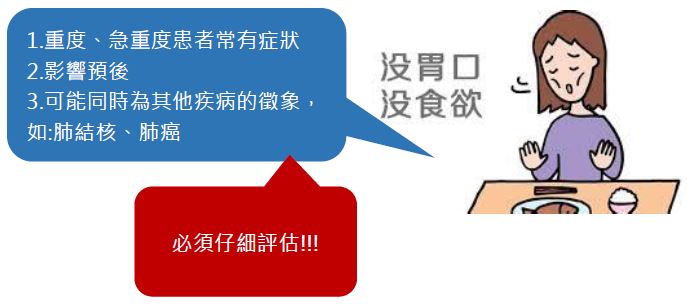 1.重度、急重度患者常有症狀
2.影響預後
3.可能同時為其他疾病的徵象，
如:肺結核、肺癌
没胃口
没食欲
必須仔細評估!!!